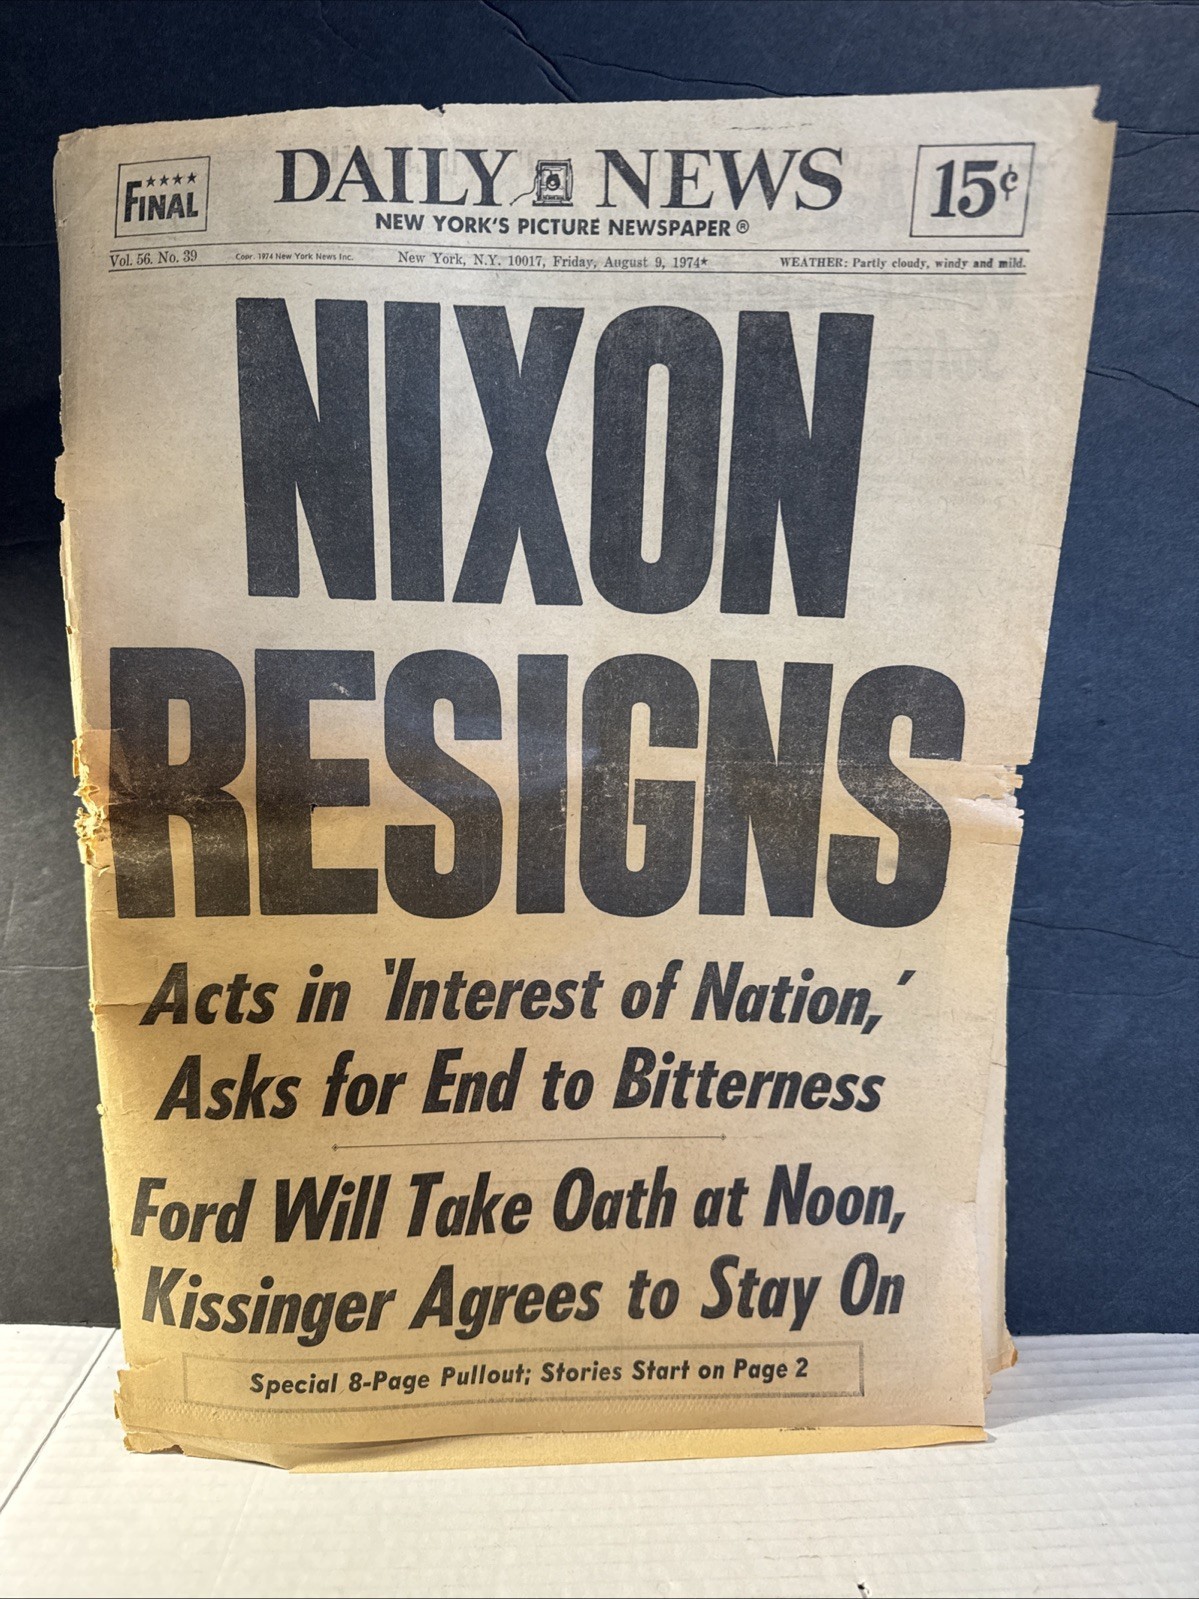 ★★★★
FINAL
DAILY NEWS
NEW YORK'S PICTURE NEWSPAPER®
15¢
Vol. 56. No. 39 Copr. 1974 New York News Inc. New York, N.Y. 10017, Friday, August 9, 1974★ WEATHER: Partly cloudy, windy and mild.
NIXON
RESIGNS
Acts in 'Interest of Nation,'
Asks for End to Bitterness
Ford Will Take Oath at Noon,
Kissinger Agrees to Stay On
Special 8-Page Pullout; Stories Start on Page 2